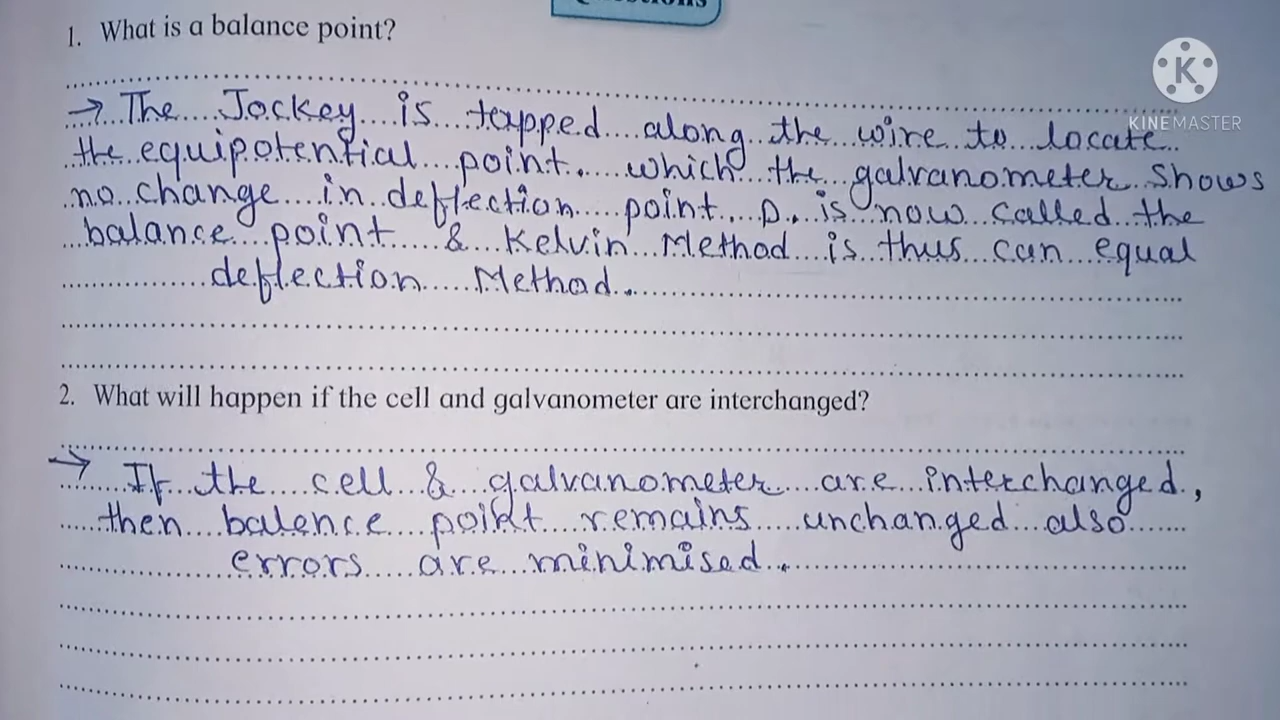 1. What is a balance point?
K
KINEMASTER
→ The Jockey is tapped along the wire to locate
the equipotential point. which the galvanometer shows
no change in deflection point D. is now called the
balance point & Kelvin Method is thus can equal
deflection Method.
2. What will happen if the cell and galvanometer are interchanged?
→ If the cell & galvanometer are interchanged,
then balence point remains unchanged also
errors are minimised.